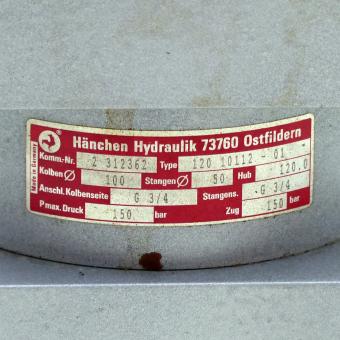 Made in Germany
Hänchen Hydraulik 73760 Ostfildern
Komm.-Nr. 2 312362 Type 120 10112 - 01
Kolben Ø 100 Stangen Ø 50 Hub 120.0
Anschl. Kolbenseite G 3/4 Stangens. G 3/4
P max. Druck 150 bar Zug 150 bar